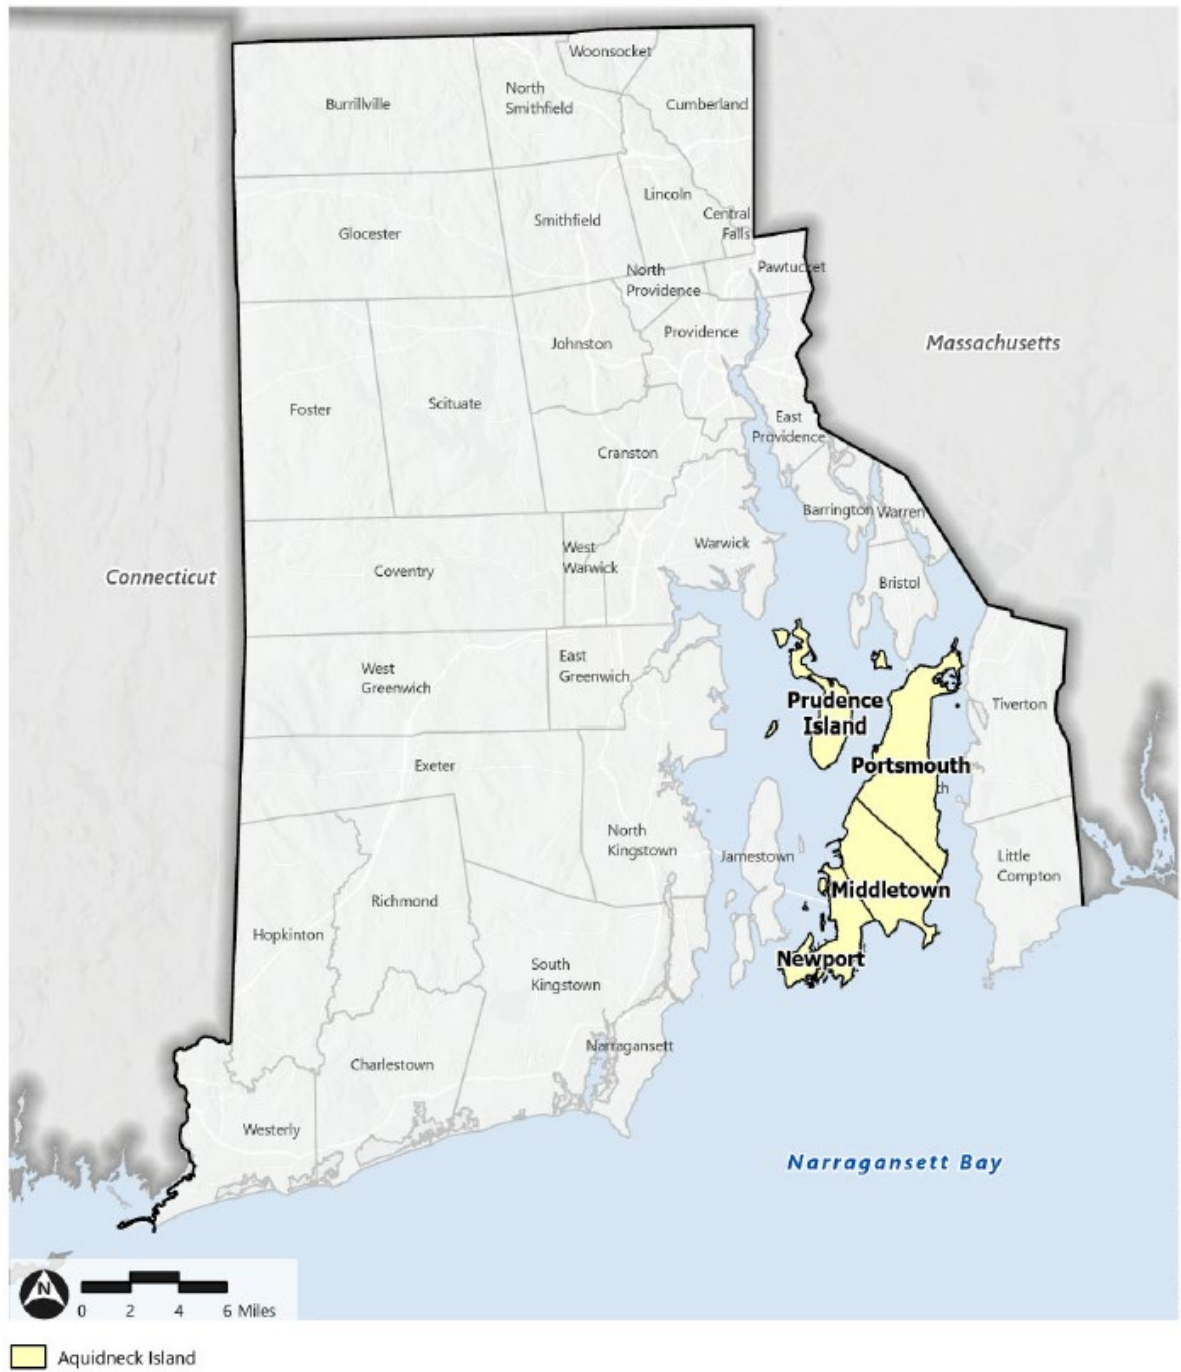 Woonsocket
Burrillville
North
Smithfield
Cumberland
Lincoln
Smithfield
Central
Falls
Glocester
North
Providence
Pawtucket
Providence
Johnston
Massachusetts
Foster
Scituate
East
Providence
Cranston
Barrington
Warren
Warwick
West
Warwick
Coventry
Connecticut
Bristol
East
Greenwich
West
Greenwich
Prudence
Island
Tiverton
Portsmouth
th
Exeter
North
Kingstown
Jamestown
Little
Compton
Middletown
Richmond
Hopkinton
Newport
South
Kingstown
Narragansett
Charlestown
Westerly
Narragansett Bay
N
0 2 4 6 Miles
Aquidneck Island